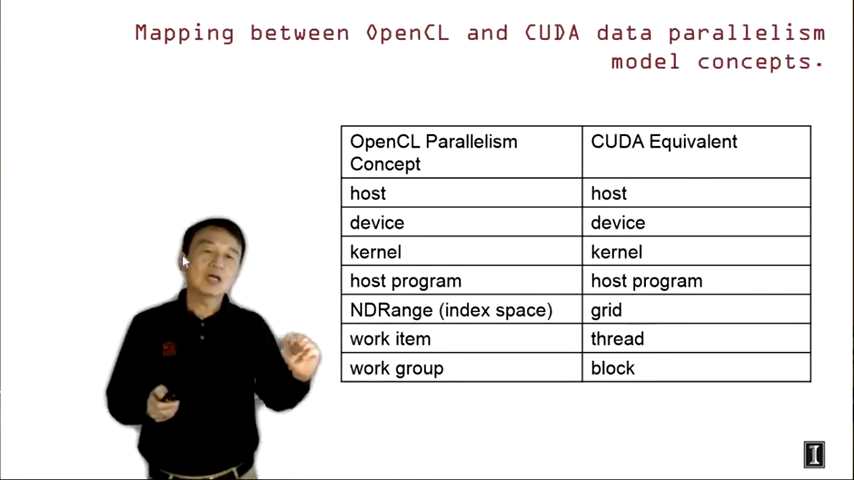 Mapping between OpenCL and CUDA data parallelism
model concepts.
OpenCL Parallelism
Concept
CUDA Equivalent
host
host
device
device
kernel
kernel
host program
host program
NDRange (index space)
grid
work item
thread
work group
block
I